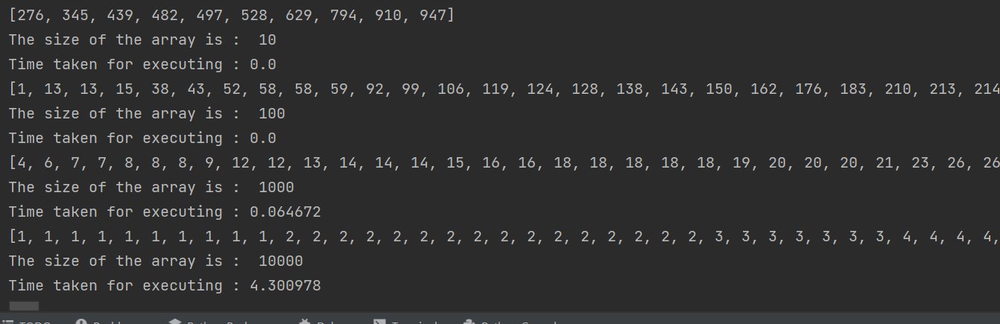 [276, 345, 439, 482, 497, 528, 629, 794, 910, 947]
The size of the array is :  10
Time taken for executing : 0.0
[1, 13, 13, 15, 38, 43, 52, 58, 58, 59, 92, 99, 106, 119, 124, 128, 138, 143, 150, 162, 176, 183, 210, 213, 214
The size of the array is :  100
Time taken for executing : 0.0
[4, 6, 7, 7, 8, 8, 8, 9, 12, 12, 13, 14, 14, 14, 15, 16, 16, 18, 18, 18, 18, 18, 19, 20, 20, 20, 21, 23, 26, 26
The size of the array is :  1000
Time taken for executing : 0.064672
[1, 1, 1, 1, 1, 1, 1, 1, 1, 1, 2, 2, 2, 2, 2, 2, 2, 2, 2, 2, 2, 2, 2, 2, 2, 2, 3, 3, 3, 3, 3, 3, 3, 4, 4, 4, 4,
The size of the array is :  10000
Time taken for executing : 4.300978